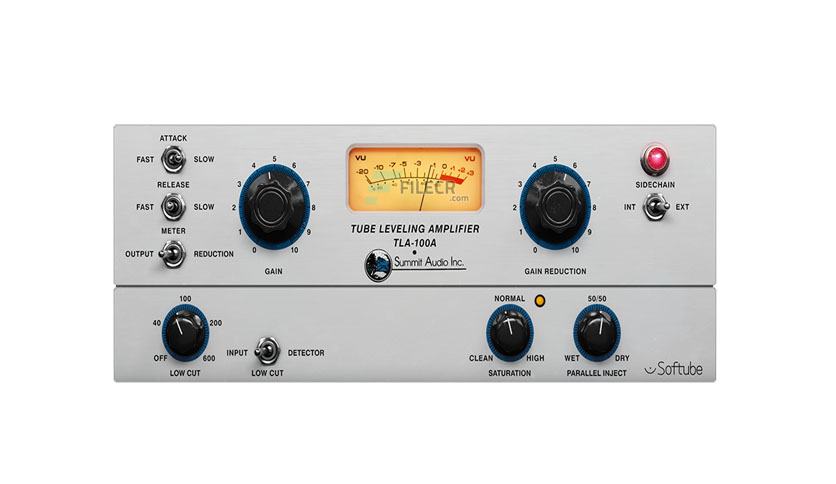 ATTACK
FAST SLOW
RELEASE
FAST SLOW
METER
OUTPUT REDUCTION
0 1 2 3 4 5 6 7 8 9 10
GAIN
VU VU
-20 -10 -7 -5 -3 -1 0 +1 +2 +3
FILECR
.com
TUBE LEVELING AMPLIFIER
TLA-100A
Summit Audio Inc.
0 1 2 3 4 5 6 7 8 9 10
GAIN REDUCTION
SIDECHAIN
INT EXT
100
40 200
OFF 600
LOW CUT
INPUT DETECTOR
LOW CUT
NORMAL
CLEAN HIGH
SATURATION
50/50
WET DRY
PARALLEL INJECT
Softube